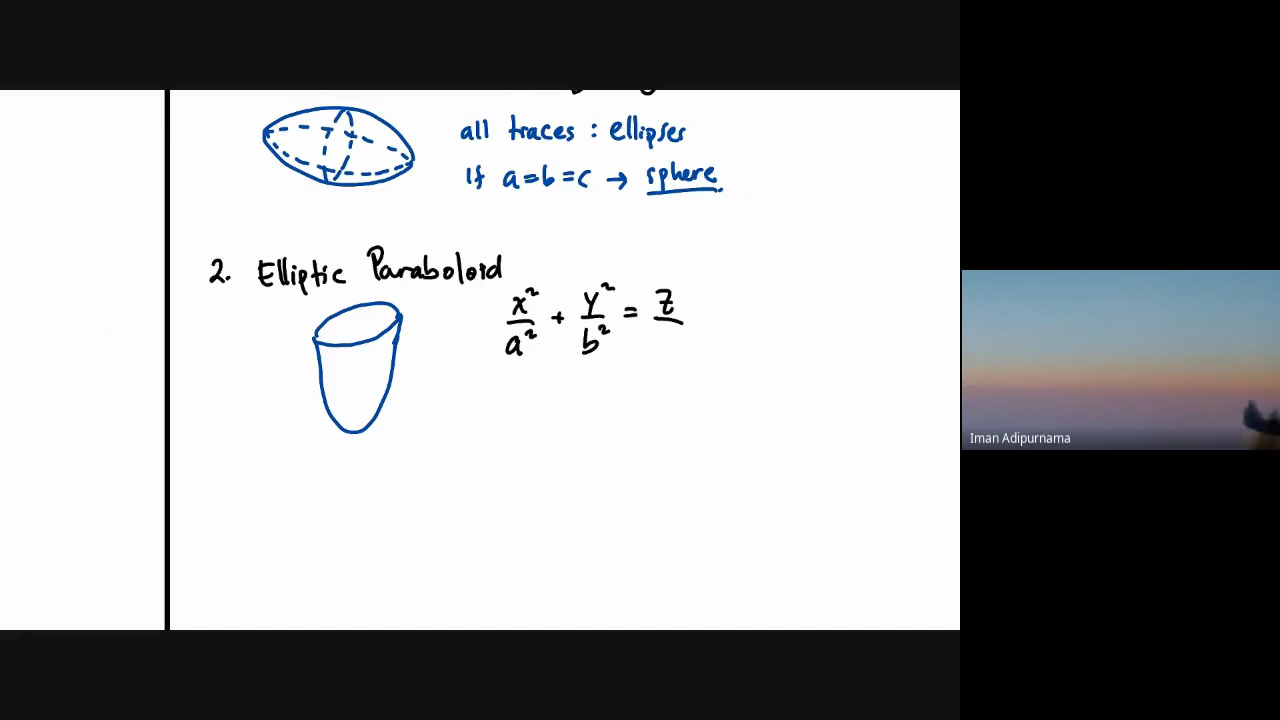 all traces : ellipses
If a=b=c → sphere
2. Elliptic Paraboloid
x²/a² + y²/b² = z
Iman Adipurnama